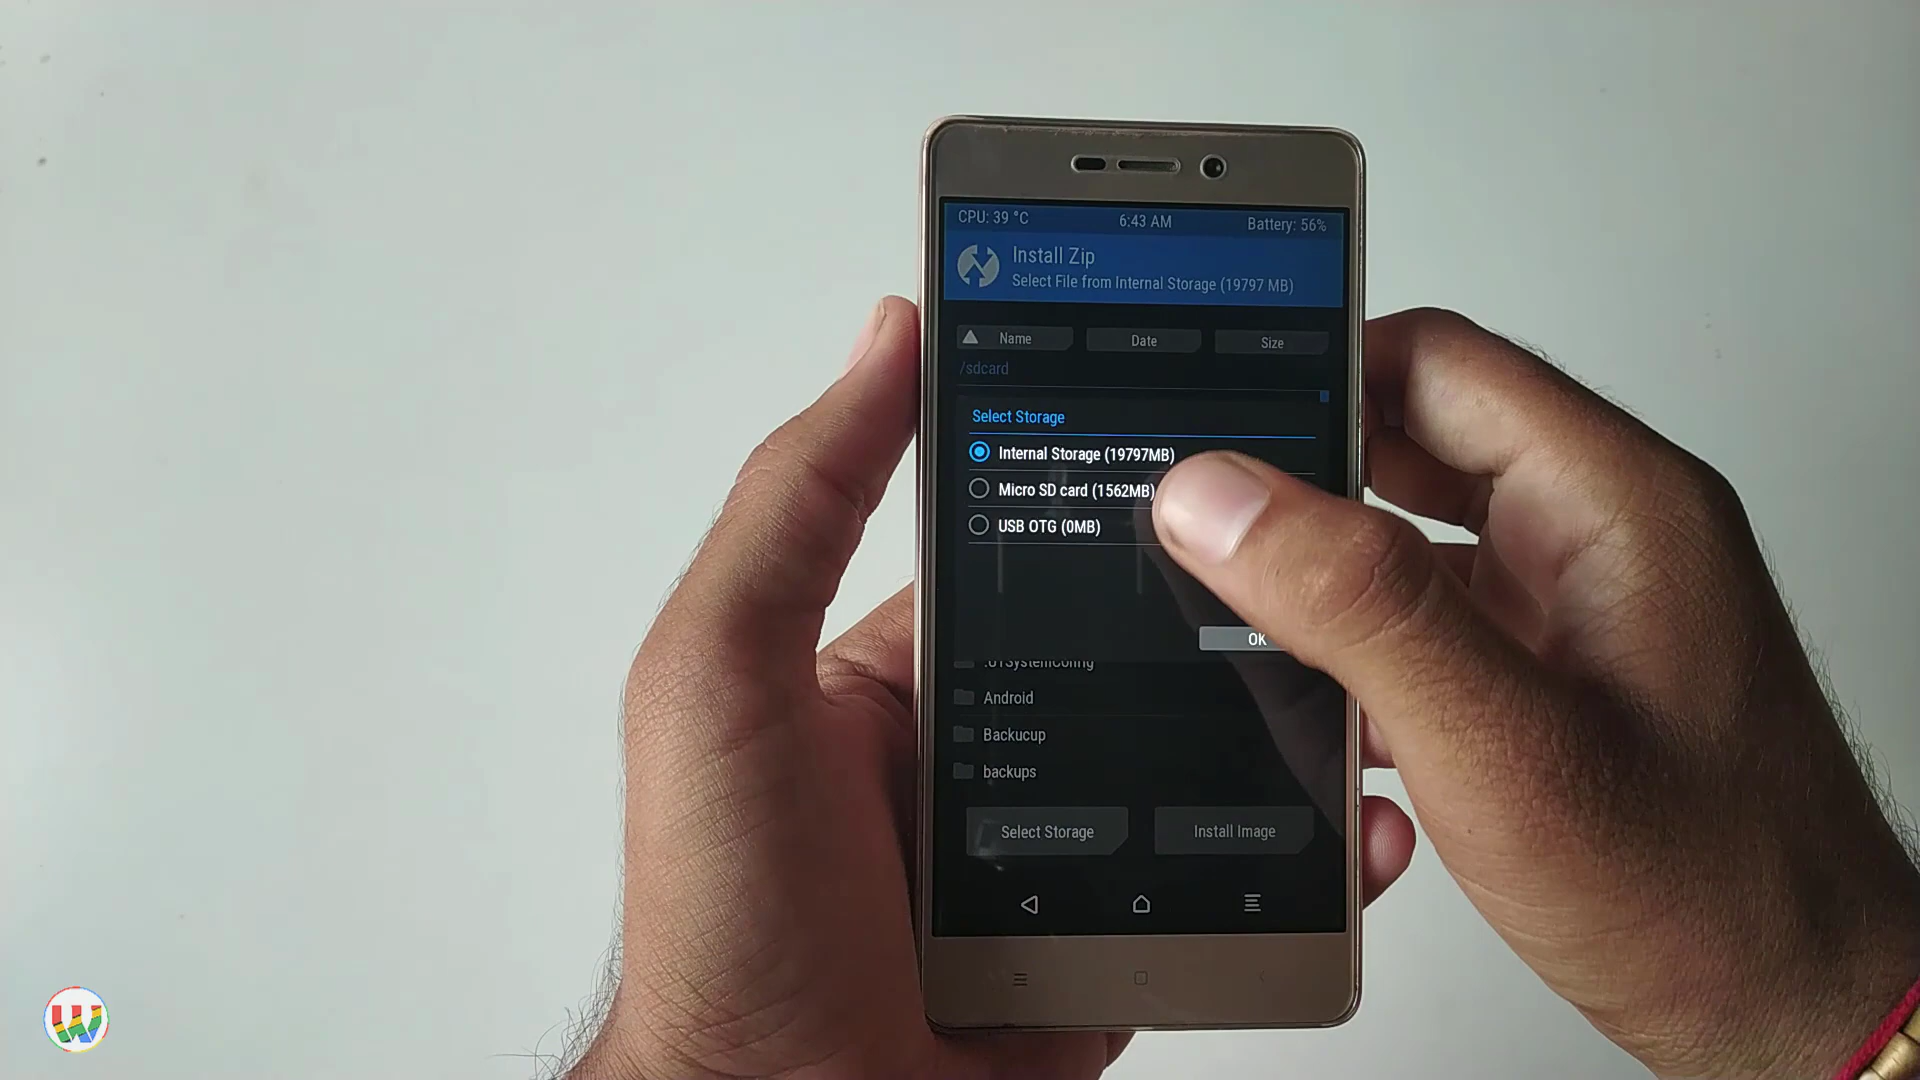 CPU: 39 °C 6:43 AM Battery: 56%
Install Zip
Select File from Internal Storage (19797 MB)
Name Date Size
/sdcard
Select Storage
Internal Storage (19797MB)
Micro SD card (1562MB)
USB OTG (0MB)
OK
Android
Backucup
backups
Select Storage Install Image
W